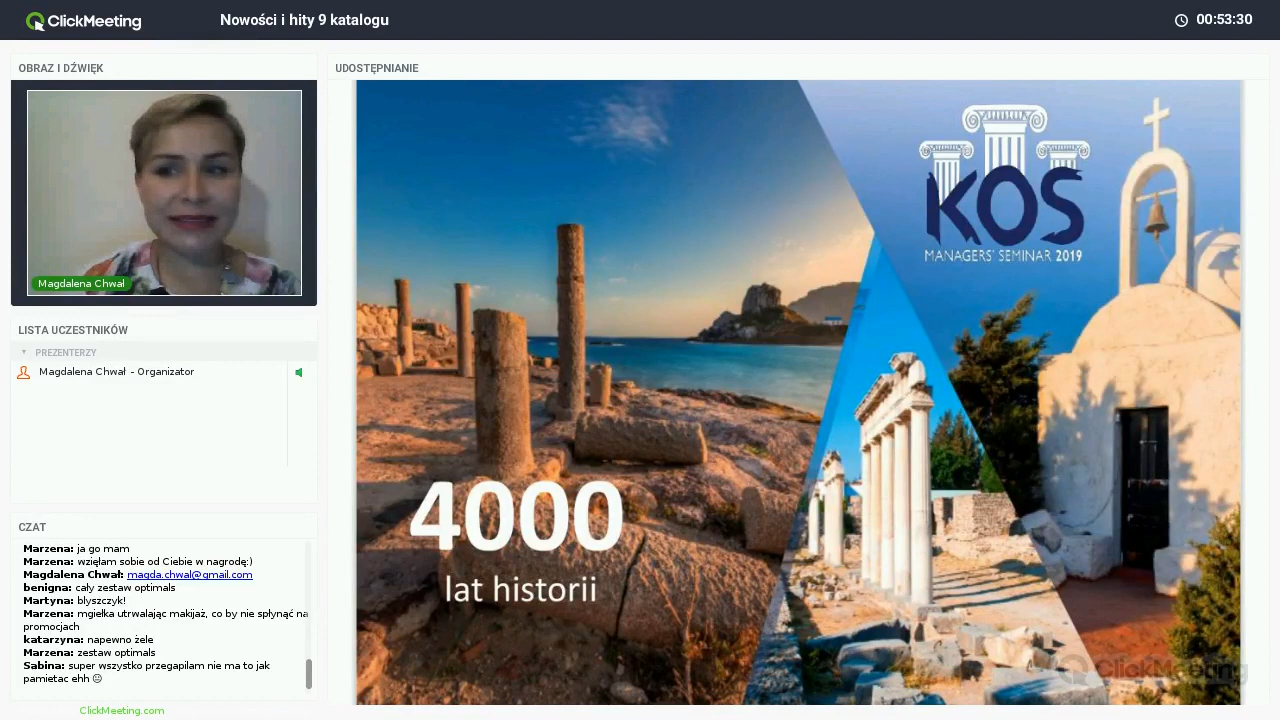 ClickMeeting
Nowości i hity 9 katalogu
00:53:30
OBRAZ I DŹWIĘK
Magdalena Chwał
LISTA UCZESTNIKÓW
PREZENTERZY
Magdalena Chwał - Organizator
CZAT
Marzena: ja go mam
Marzena: wzięłam sobie od Ciebie w nagrodę:)
Magdalena Chwał: magda.chwal@gmail.com
benigna: cały zestaw optimals
Martyna: blyszczyk!
Marzena: mgiełka utrwalając makijaż, co by nie spłynąć na
promocjach
katarzyna: napewno żele
Marzena: zestaw optimals
Sabina: super wszystko przegapilam nie ma to jak
pamietac ehh ☹
ClickMeeting.com
UDOSTĘPNIANIE
KOS
MANAGERS' SEMINAR 2019
4000
lat historii
ClickMeeting